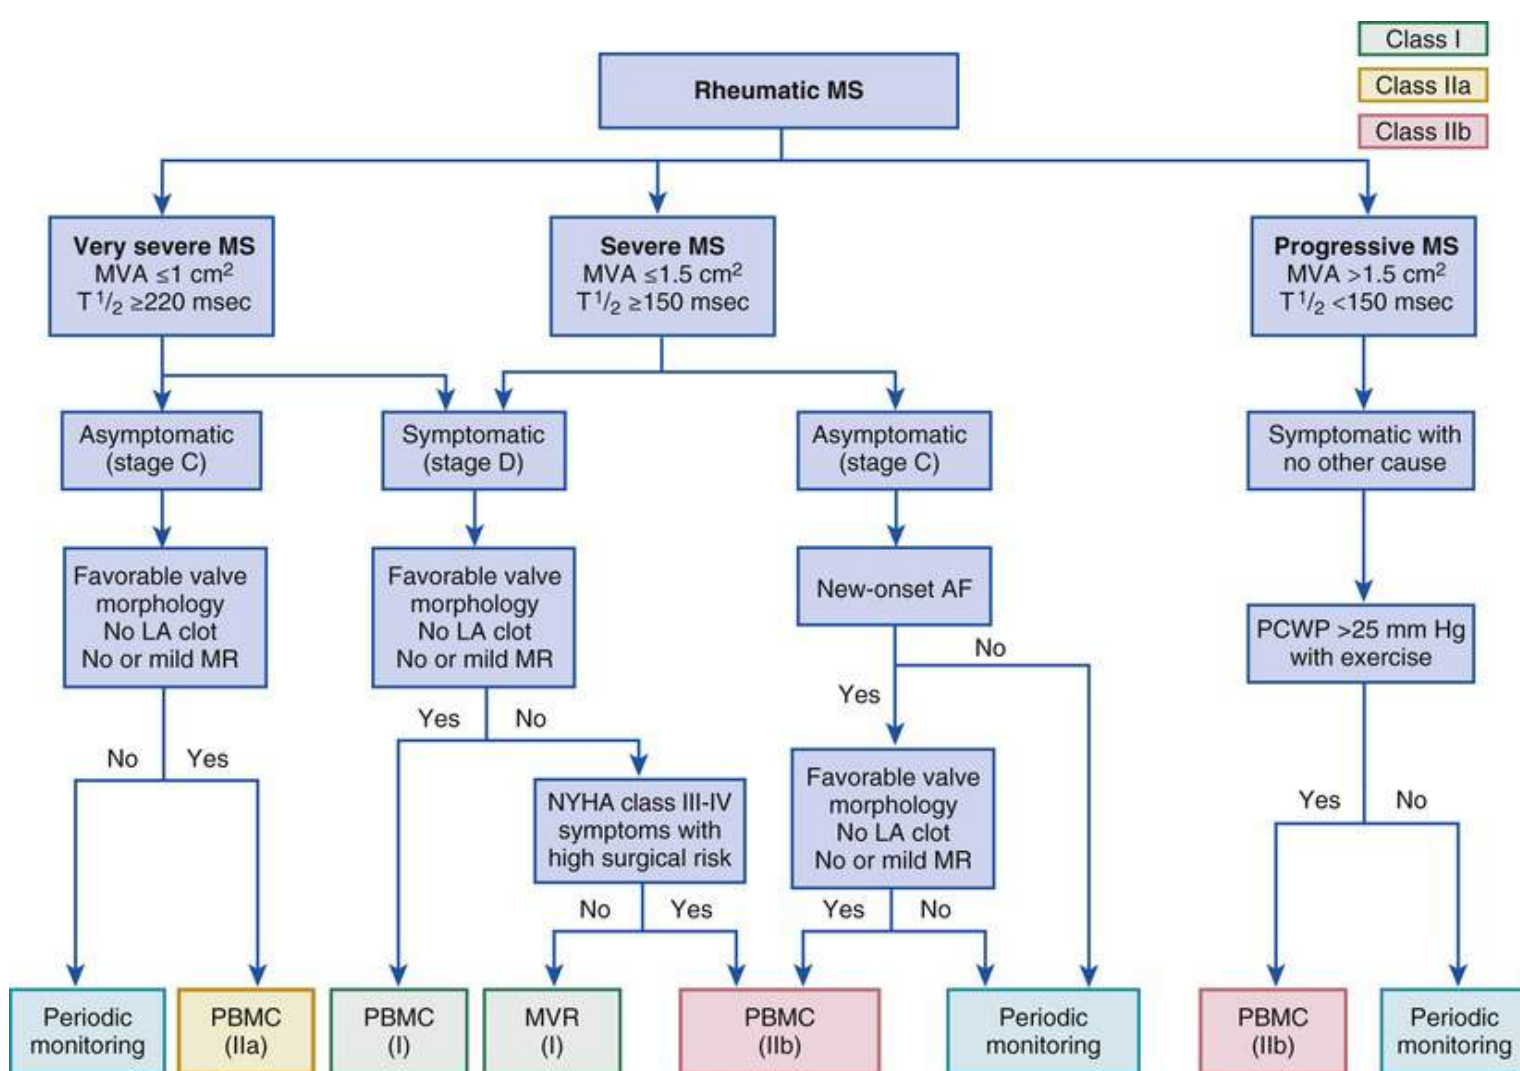 Class I
Class IIa
Class IIb
Rheumatic MS
Very severe MS
MVA ≤1 cm²
T 1/2 ≥220 msec
Severe MS
MVA ≤1.5 cm²
T 1/2 ≥150 msec
Progressive MS
MVA >1.5 cm²
T 1/2 <150 msec
Asymptomatic
(stage C)
Symptomatic
(stage D)
Asymptomatic
(stage C)
Symptomatic with
no other cause
Favorable valve
morphology
No LA clot
No or mild MR
Favorable valve
morphology
No LA clot
No or mild MR
New-onset AF
PCWP >25 mm Hg
with exercise
No
Yes
Yes
No
No
Yes
NYHA class III-IV
symptoms with
high surgical risk
Favorable valve
morphology
No LA clot
No or mild MR
Yes
No
No
Yes
Yes
No
Periodic
monitoring
PBMC
(IIa)
PBMC
(I)
MVR
(I)
PBMC
(IIb)
Periodic
monitoring
PBMC
(IIb)
Periodic
monitoring